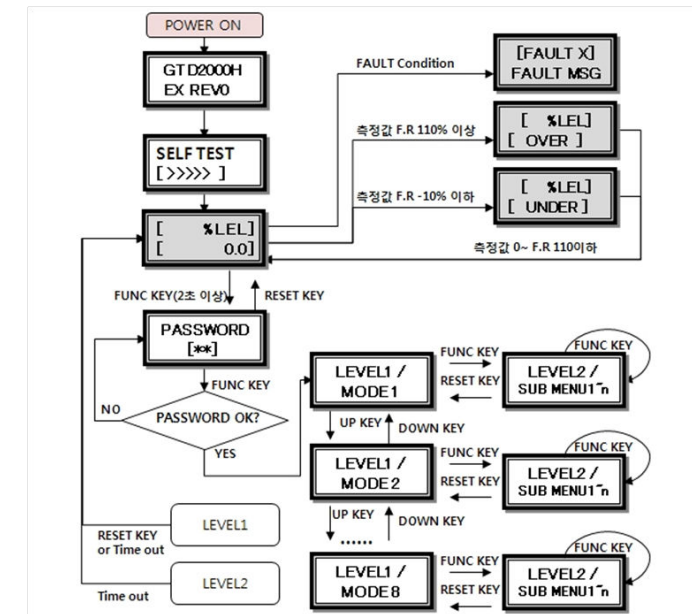 POWER ON
GTD2000H
EX REV0
SELF TEST
[>>>>> ]
[ %LEL]
[ 0.0]
FAULT Condition
[FAULT X]
FAULT MSG
측정값 F.R 110% 이상
[ %LEL]
[ OVER ]
측정값 F.R -10% 이하
[ %LEL]
[ UNDER]
측정값 0~ F.R 110이하
FUNC KEY(2초 이상)
RESET KEY
PASSWORD
[**]
FUNC KEY
PASSWORD OK?
NO
YES
LEVEL1 /
MODE1
FUNC KEY
RESET KEY
FUNC KEY
LEVEL2 /
SUB MENU1~n
UP KEY
DOWN KEY
LEVEL1 /
MODE2
FUNC KEY
RESET KEY
FUNC KEY
LEVEL2 /
SUB MENU1~n
UP KEY
DOWN KEY
......
LEVEL1 /
MODE8
FUNC KEY
RESET KEY
FUNC KEY
LEVEL2 /
SUB MENU1~n
LEVEL1
RESET KEY
or Time out
LEVEL2
Time out